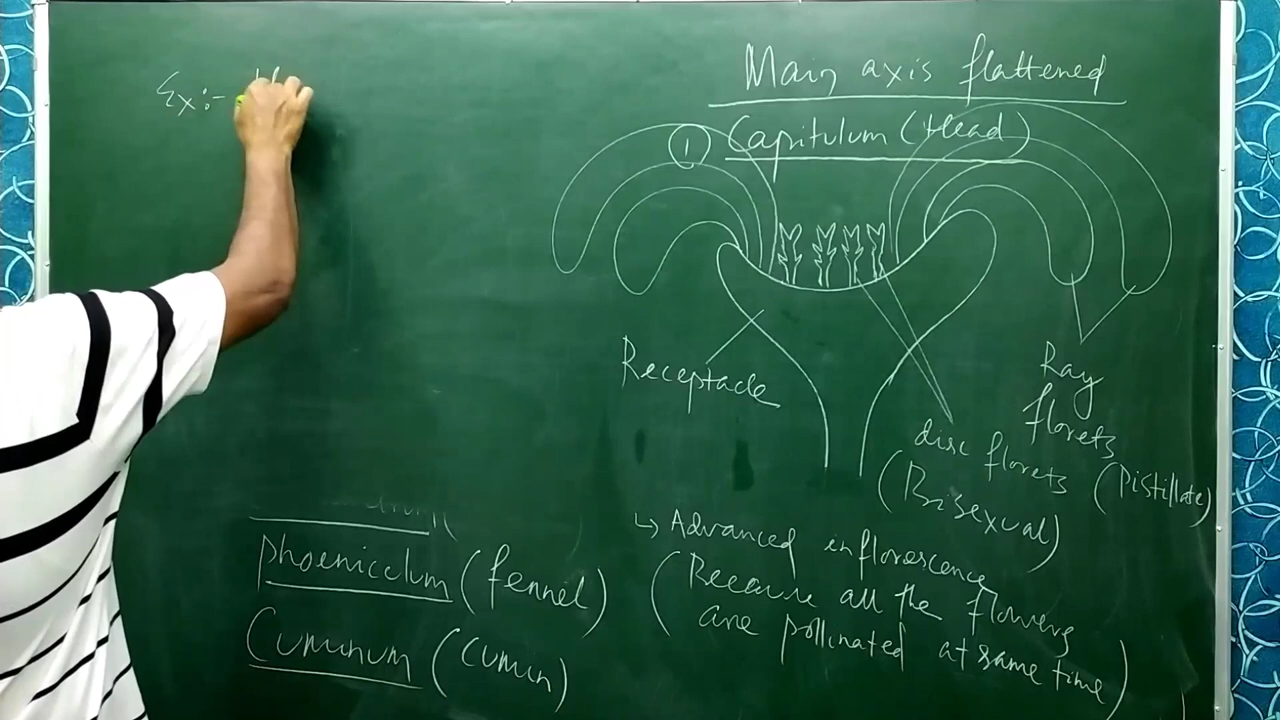 Ex:-
Main axis flattened
① Capitulum (Head)
Receptacle
Ray
florets
(Pistillate)
disc florets
(Bisexual)
↳ Advanced inflorescence
(Because all the flowers
are pollinated at same time)
Phoeniculum (fennel)
Cuminum (cumin)